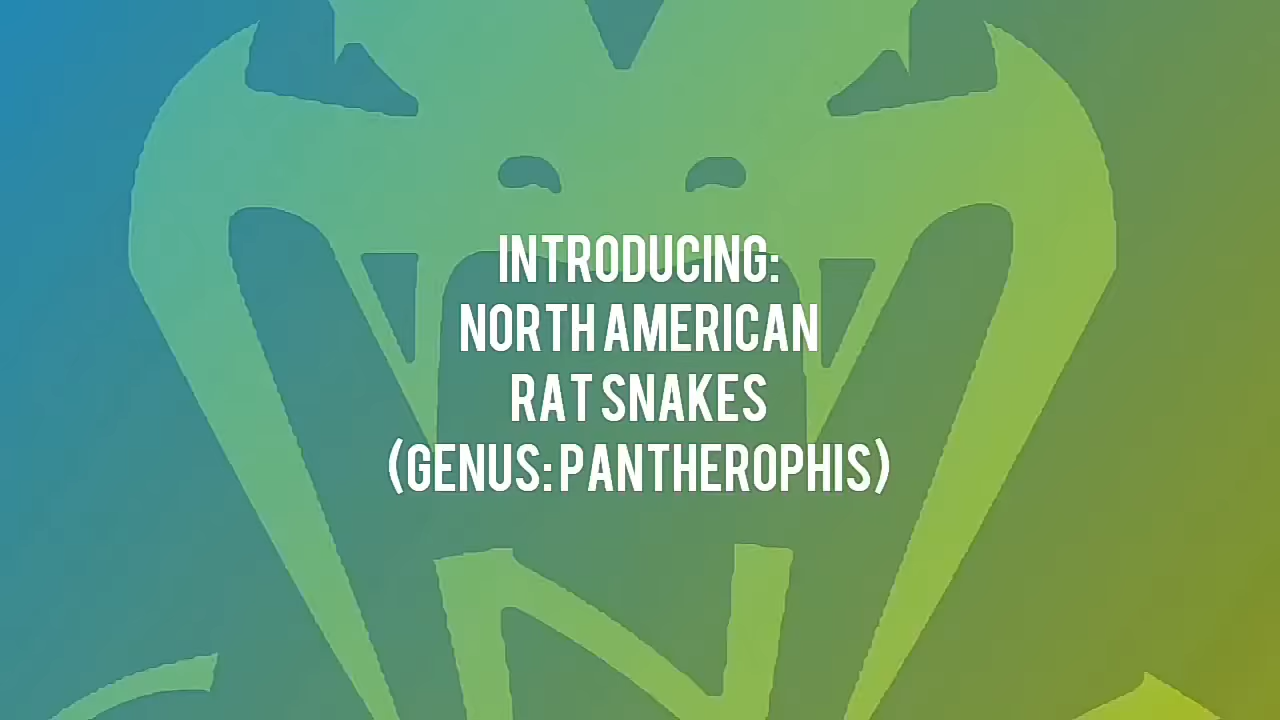 INTRODUCING:
NORTH AMERICAN
RAT SNAKES
(GENUS: PANTHEROPHIS)